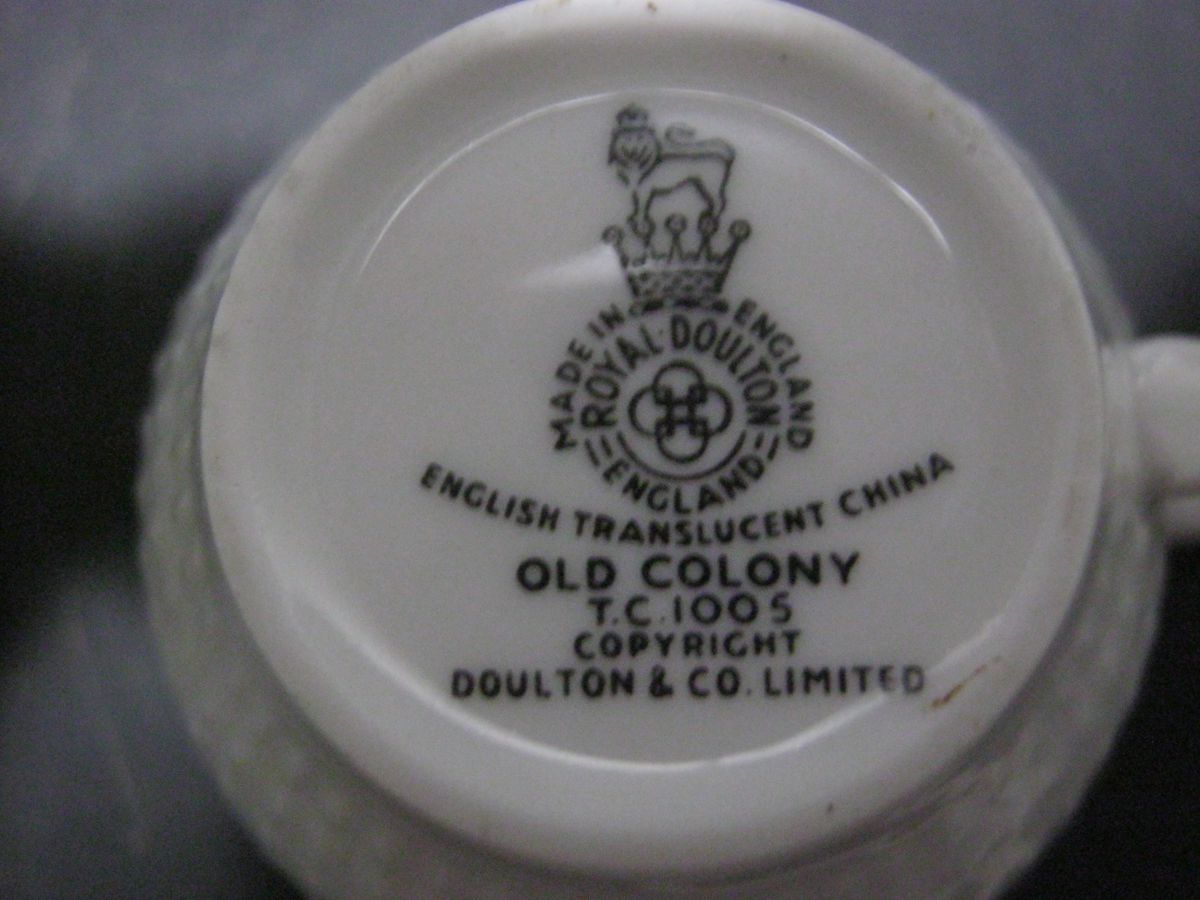 MADE IN ENGLAND
ROYAL·DOULTON
ENGLAND
ENGLISH TRANSLUCENT CHINA
OLD COLONY
T.C.1005
COPYRIGHT
DOULTON & CO. LIMITED